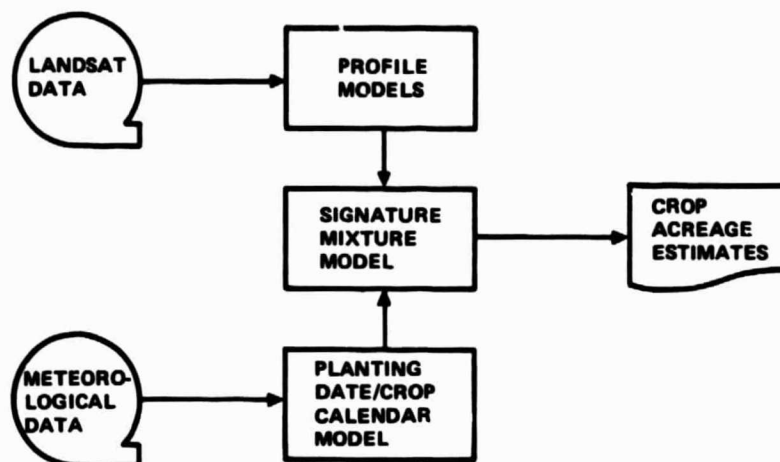 LANDSAT
DATA
PROFILE
MODELS
SIGNATURE
MIXTURE
MODEL
CROP
ACREAGE
ESTIMATES
METEORO-
LOGICAL
DATA
PLANTING
DATE/CROP
CALENDAR
MODEL